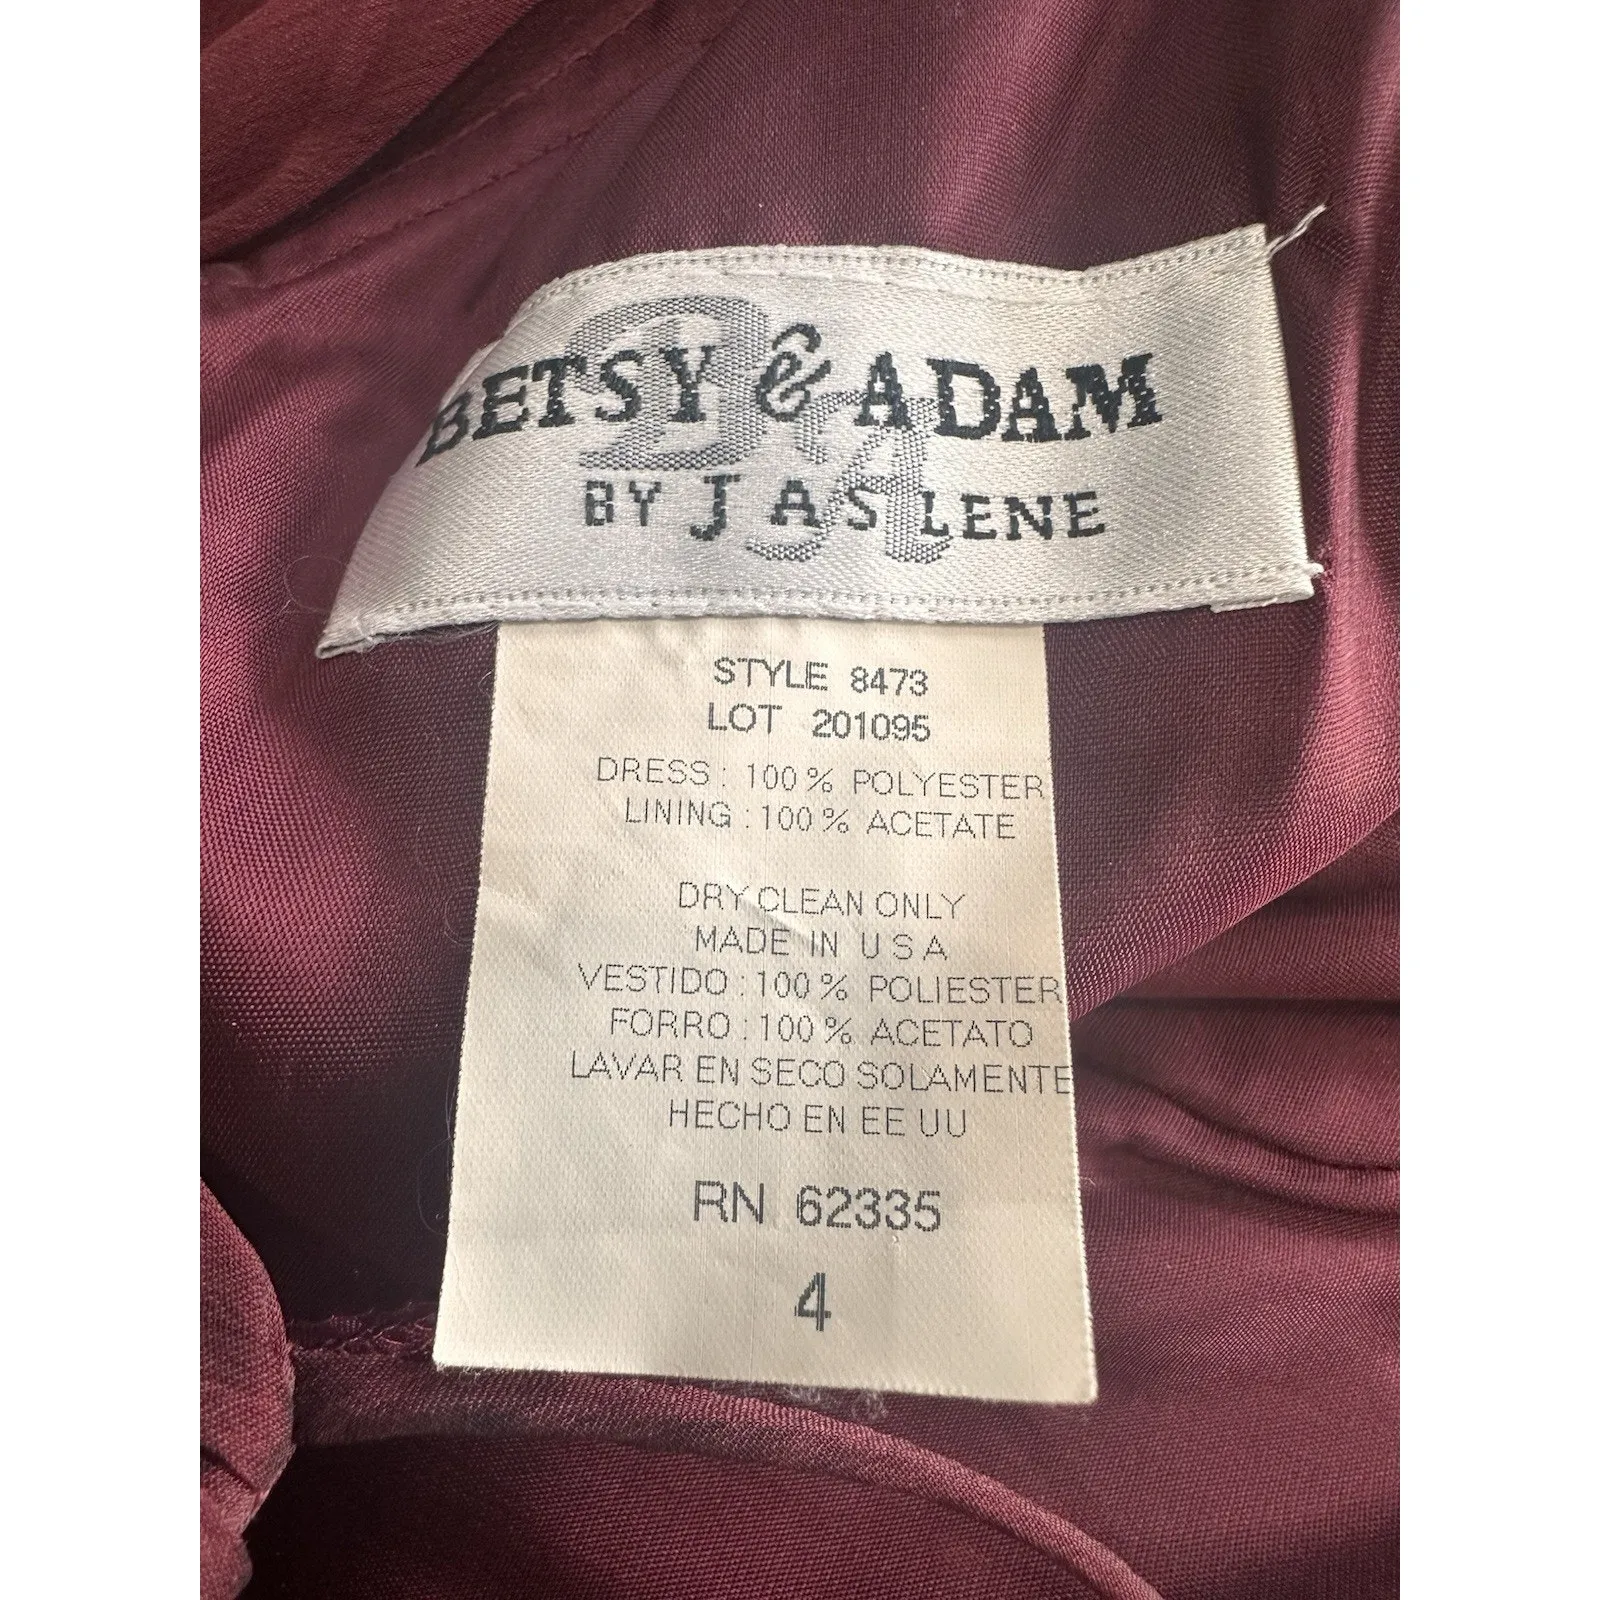 BETSY & ADAM
BY JASLENE
STYLE 8473
LOT 201095
DRESS: 100% POLYESTER
LINING: 100% ACETATE
DRY CLEAN ONLY
MADE IN U S A
VESTIDO: 100% POLIESTER
FORRO: 100% ACETATO
LAVAR EN SECO SOLAMENTE
HECHO EN EE UU
RN 62335
4